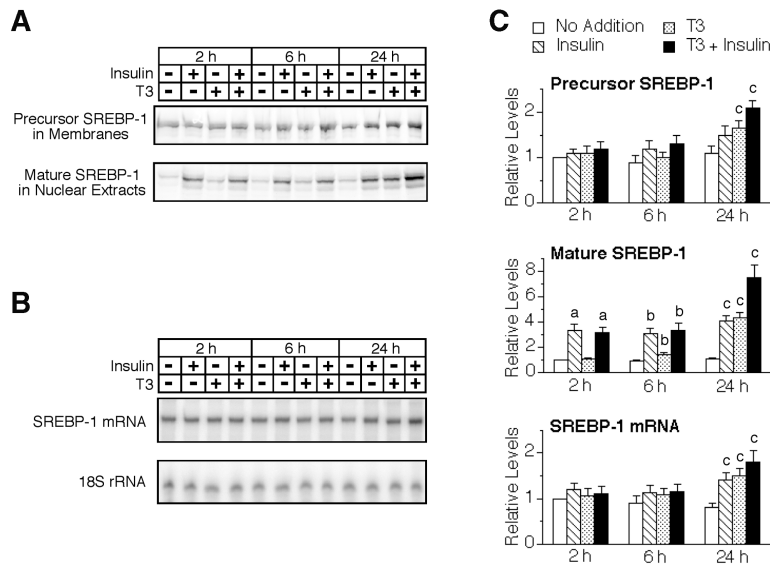 A
2 h 6 h 24 h
Insulin - + - + - + - + - + - +
T3 - - + + - - + + - - + +
Precursor SREBP-1
in Membranes
Mature SREBP-1
in Nuclear Extracts
B
2 h 6 h 24 h
Insulin - + - + - + - + - + - +
T3 - - + + - - + + - - + +
SREBP-1 mRNA
18S rRNA
C
No Addition T3
Insulin T3 + Insulin
Precursor SREBP-1
Relative Levels
2
1
0
c c
c
2 h 6 h 24 h
Mature SREBP-1
Relative Levels
8
6
4
2
0
a a
b b b
c c c
2 h 6 h 24 h
SREBP-1 mRNA
Relative Levels
2
1
0
c c c
2 h 6 h 24 h